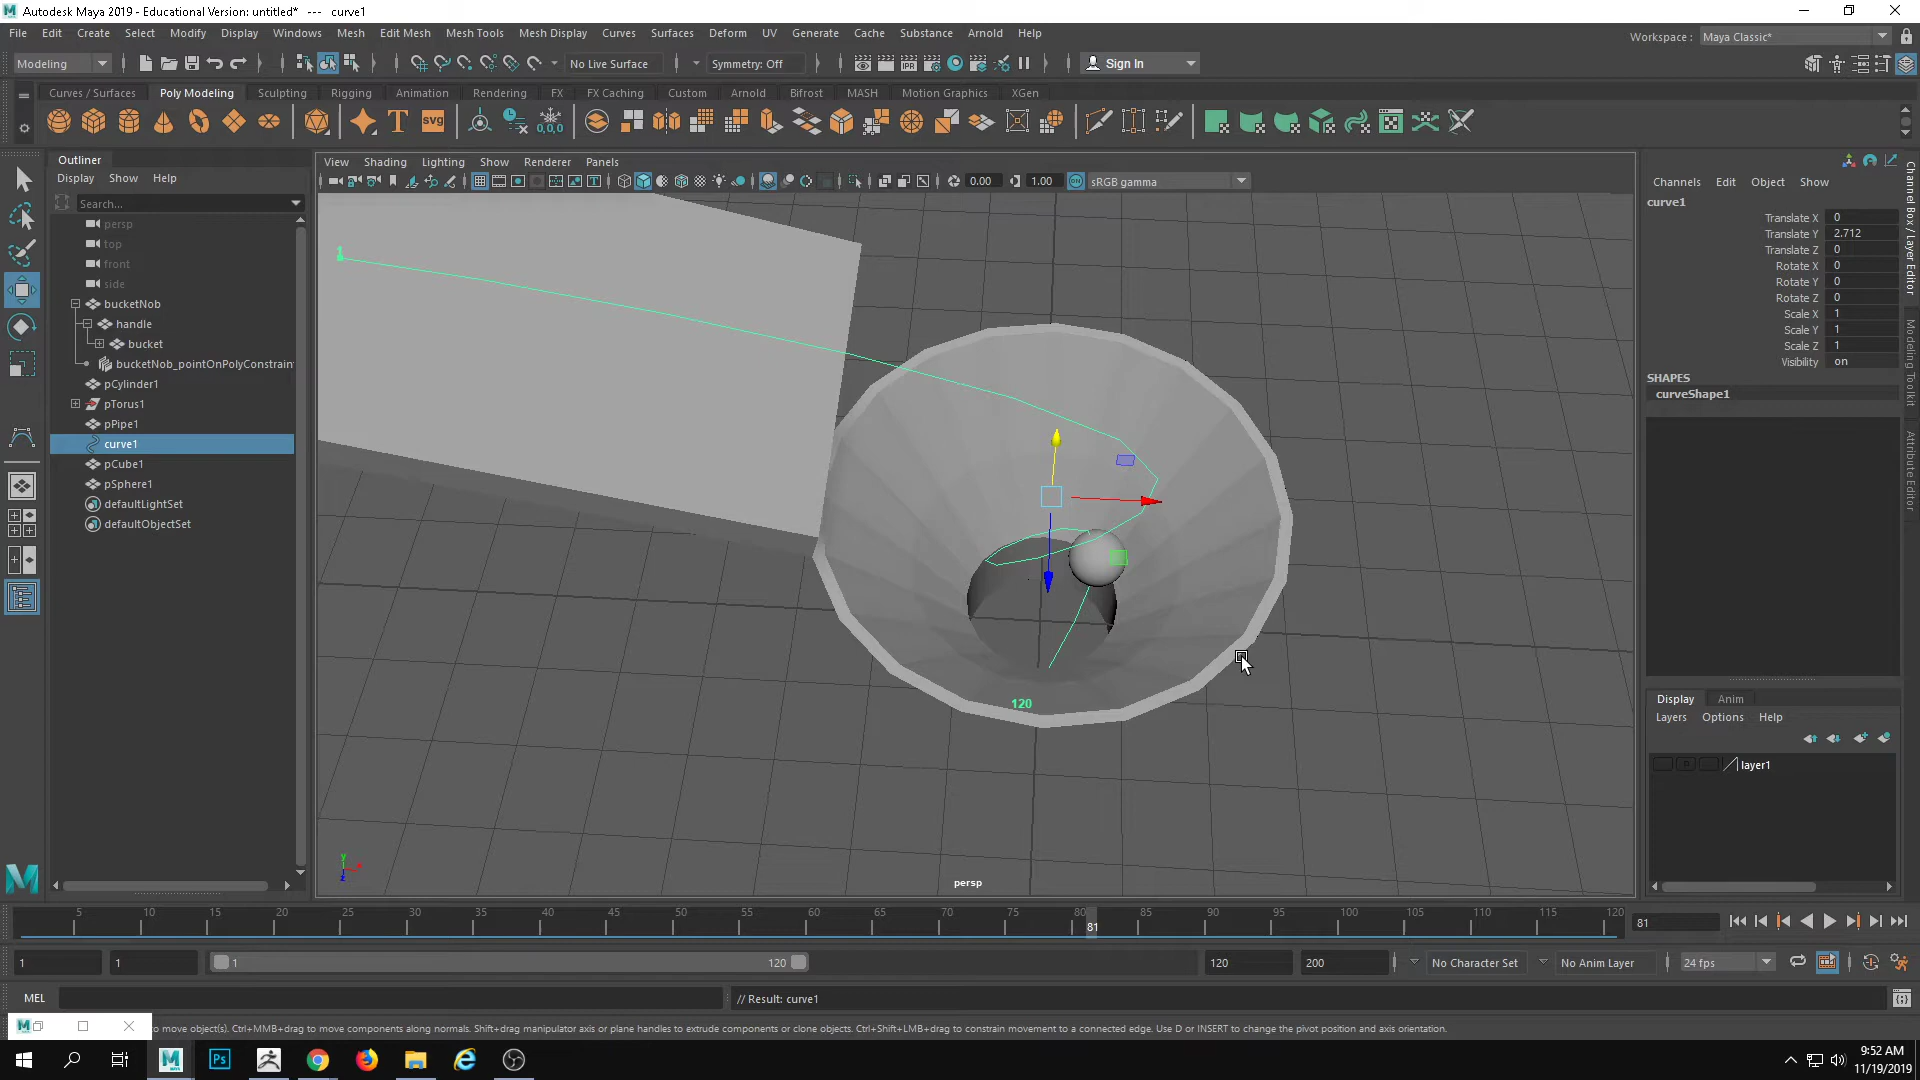 Autodesk Maya 2019 - Educational Version: untitled* --- curve1
File Edit Create Select Modify Display Windows Mesh Edit Mesh Mesh Tools Mesh Display Curves Surfaces Deform UV Generate Cache Substance Arnold Help
Workspace : Maya Classic*
Modeling No Live Surface Symmetry: Off Sign In
Curves / Surfaces Poly Modeling Sculpting Rigging Animation Rendering FX FX Caching Custom Arnold Bifrost MASH Motion Graphics XGen
Outliner
Display Show Help
Search...
persp
top
front
side
bucketNob
handle
bucket
bucketNob_pointOnPolyConstrain
pCylinder1
pTorus1
pPipe1
curve1
pCube1
pSphere1
defaultLightSet
defaultObjectSet
View Shading Lighting Show Renderer Panels
0.00 1.00 sRGB gamma
1
120
persp
Channels Edit Object Show
curve1
Translate X 0
Translate Y 2.712
Translate Z 0
Rotate X 0
Rotate Y 0
Rotate Z 0
Scale X 1
Scale Y 1
Scale Z 1
Visibility on
SHAPES
curveShape1
Channel Box / Layer Editor
Modeling Toolkit
Attribute Editor
Display Anim
Layers Options Help
layer1
5 10 15 20 25 30 35 40 45 50 55 60 65 70 75 80 85 90 95 100 105 110 115 120
81
81
1 1 1 120 120 200 No Character Set No Anim Layer 24 fps
MEL // Result: curve1
to move object(s). Ctrl+MMB+drag to move components along normals. Shift+drag manipulator axis or plane handles to extrude components or clone objects. Ctrl+Shift+LMB+drag to constrain movement to a connected edge. Use D or INSERT to change the pivot position and axis orientation.
9:52 AM
11/19/2019